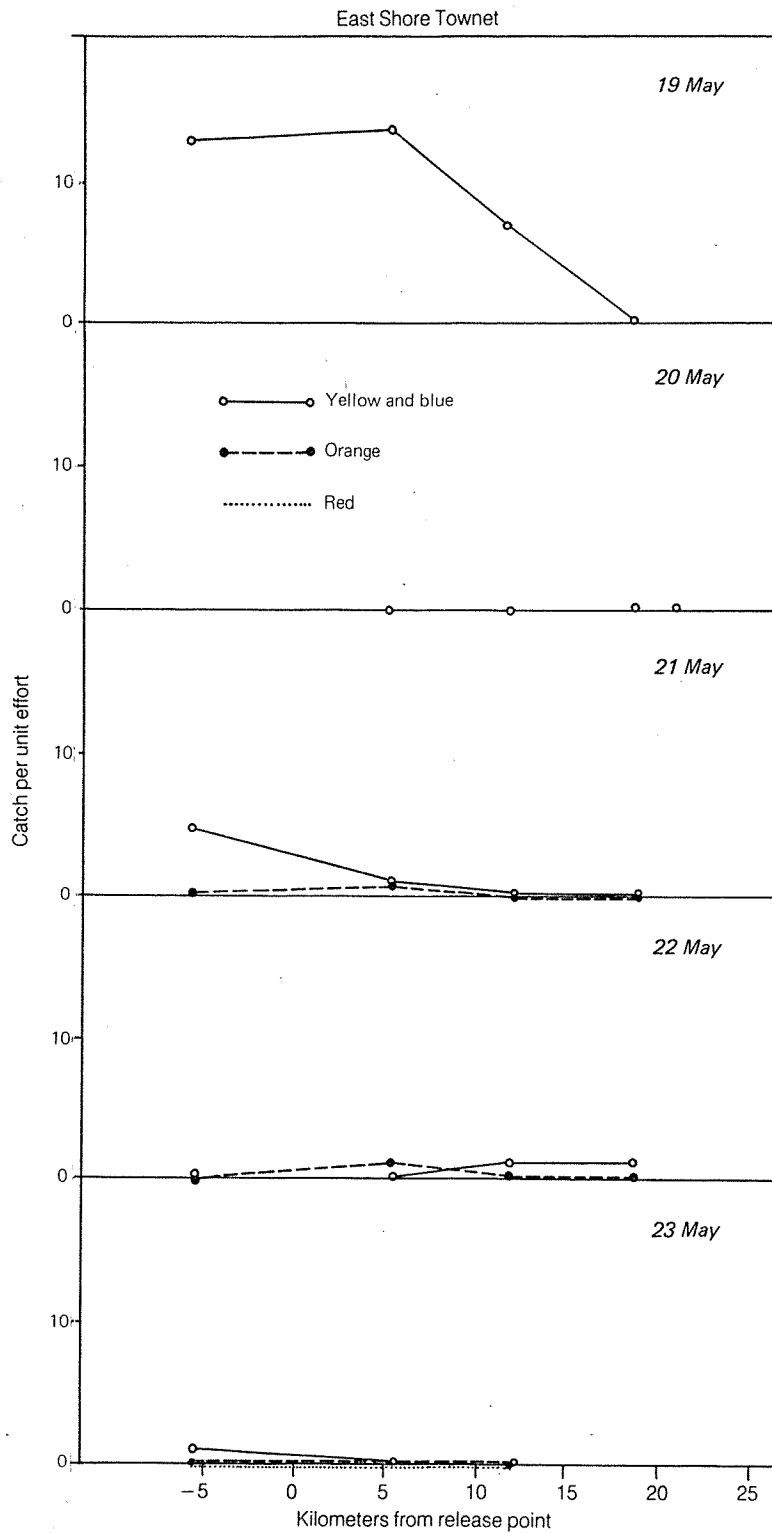 East Shore Townet
19 May
10
0
20 May
Yellow and blue
10
Orange
Red
0
21 May
Catch per unit effort
10
0
22 May
10
0
23 May
10
0
-5 0 5 10 15 20 25
Kilometers from release point